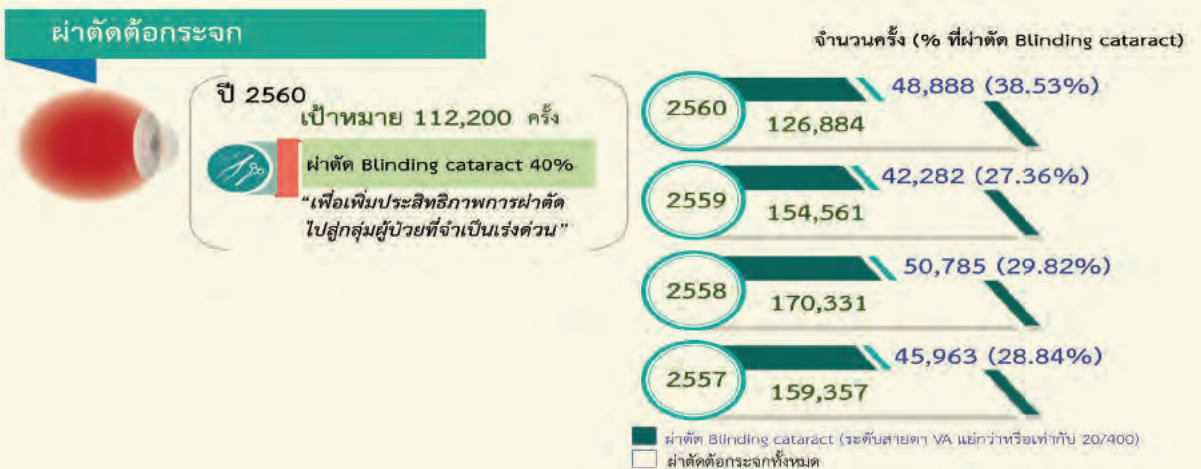 ผ่าตัดต้อกระจก
จำนวนครั้ง (% ที่ผ่าตัด Blinding cataract)
ปี 2560
เป้าหมาย 112,200 ครั้ง
ผ่าตัด Blinding cataract 40%
“เพื่อเพิ่มประสิทธิภาพการผ่าตัด
ไปสู่กลุ่มผู้ป่วยที่จำเป็นเร่งด่วน”
2560
48,888 (38.53%)
126,884
2559
42,282 (27.36%)
154,561
2558
50,785 (29.82%)
170,331
2557
45,963 (28.84%)
159,357
ผ่าตัด Blinding cataract (ระดับสายตา VA แย่กว่าหรือเท่ากับ 20/400)
ผ่าตัดต้อกระจกทั้งหมด